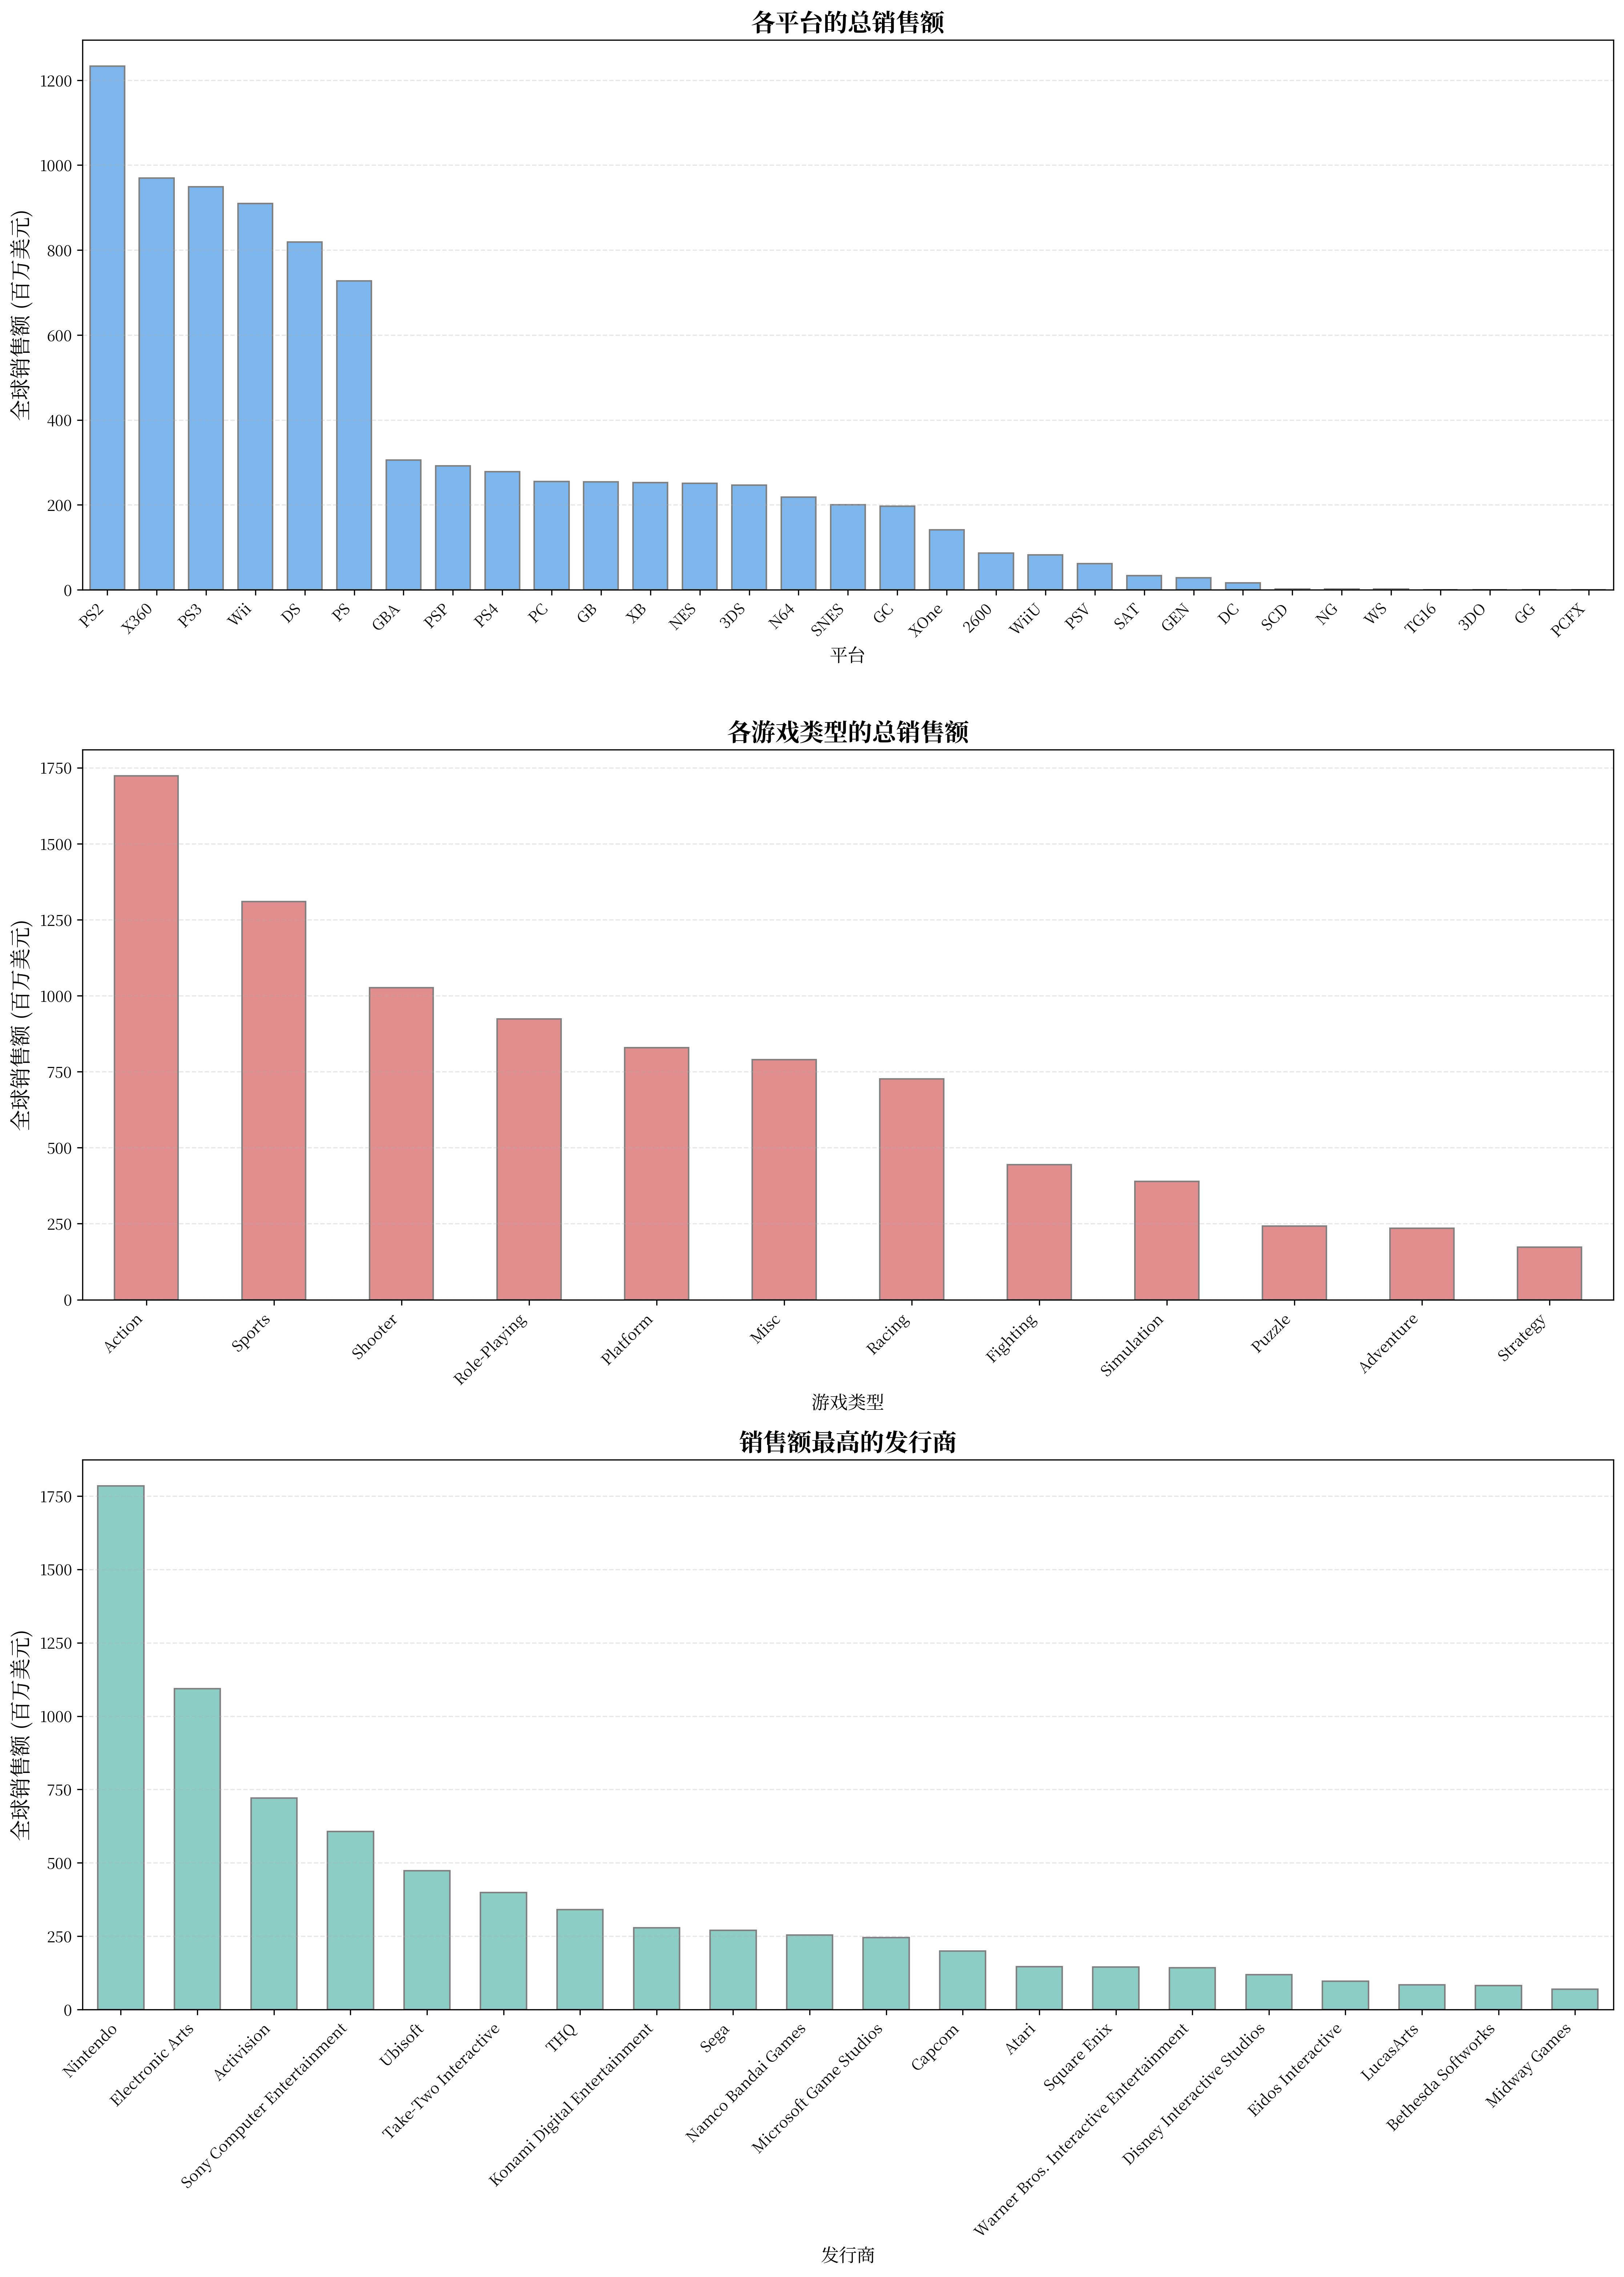 各平台的总销售额
全球销售额 (百万美元)
1200
1000
800
600
400
200
0
PS2
X360
PS3
Wii
DS
PS
GBA
PSP
PS4
PC
GB
XB
NES
3DS
N64
SNES
GC
XOne
2600
WiiU
PSV
SAT
GEN
DC
SCD
NG
WS
TG16
3DO
GG
PCFX
平台
各游戏类型的总销售额
全球销售额 (百万美元)
1750
1500
1250
1000
750
500
250
0
Action
Sports
Shooter
Role-Playing
Platform
Misc
Racing
Fighting
Simulation
Puzzle
Adventure
Strategy
游戏类型
销售额最高的发行商
全球销售额 (百万美元)
1750
1500
1250
1000
750
500
250
0
Nintendo
Electronic Arts
Activision
Sony Computer Entertainment
Ubisoft
Take-Two Interactive
THQ
Konami Digital Entertainment
Sega
Namco Bandai Games
Microsoft Game Studios
Capcom
Atari
Square Enix
Warner Bros. Interactive Entertainment
Disney Interactive Studios
Eidos Interactive
LucasArts
Bethesda Softworks
Midway Games
发行商